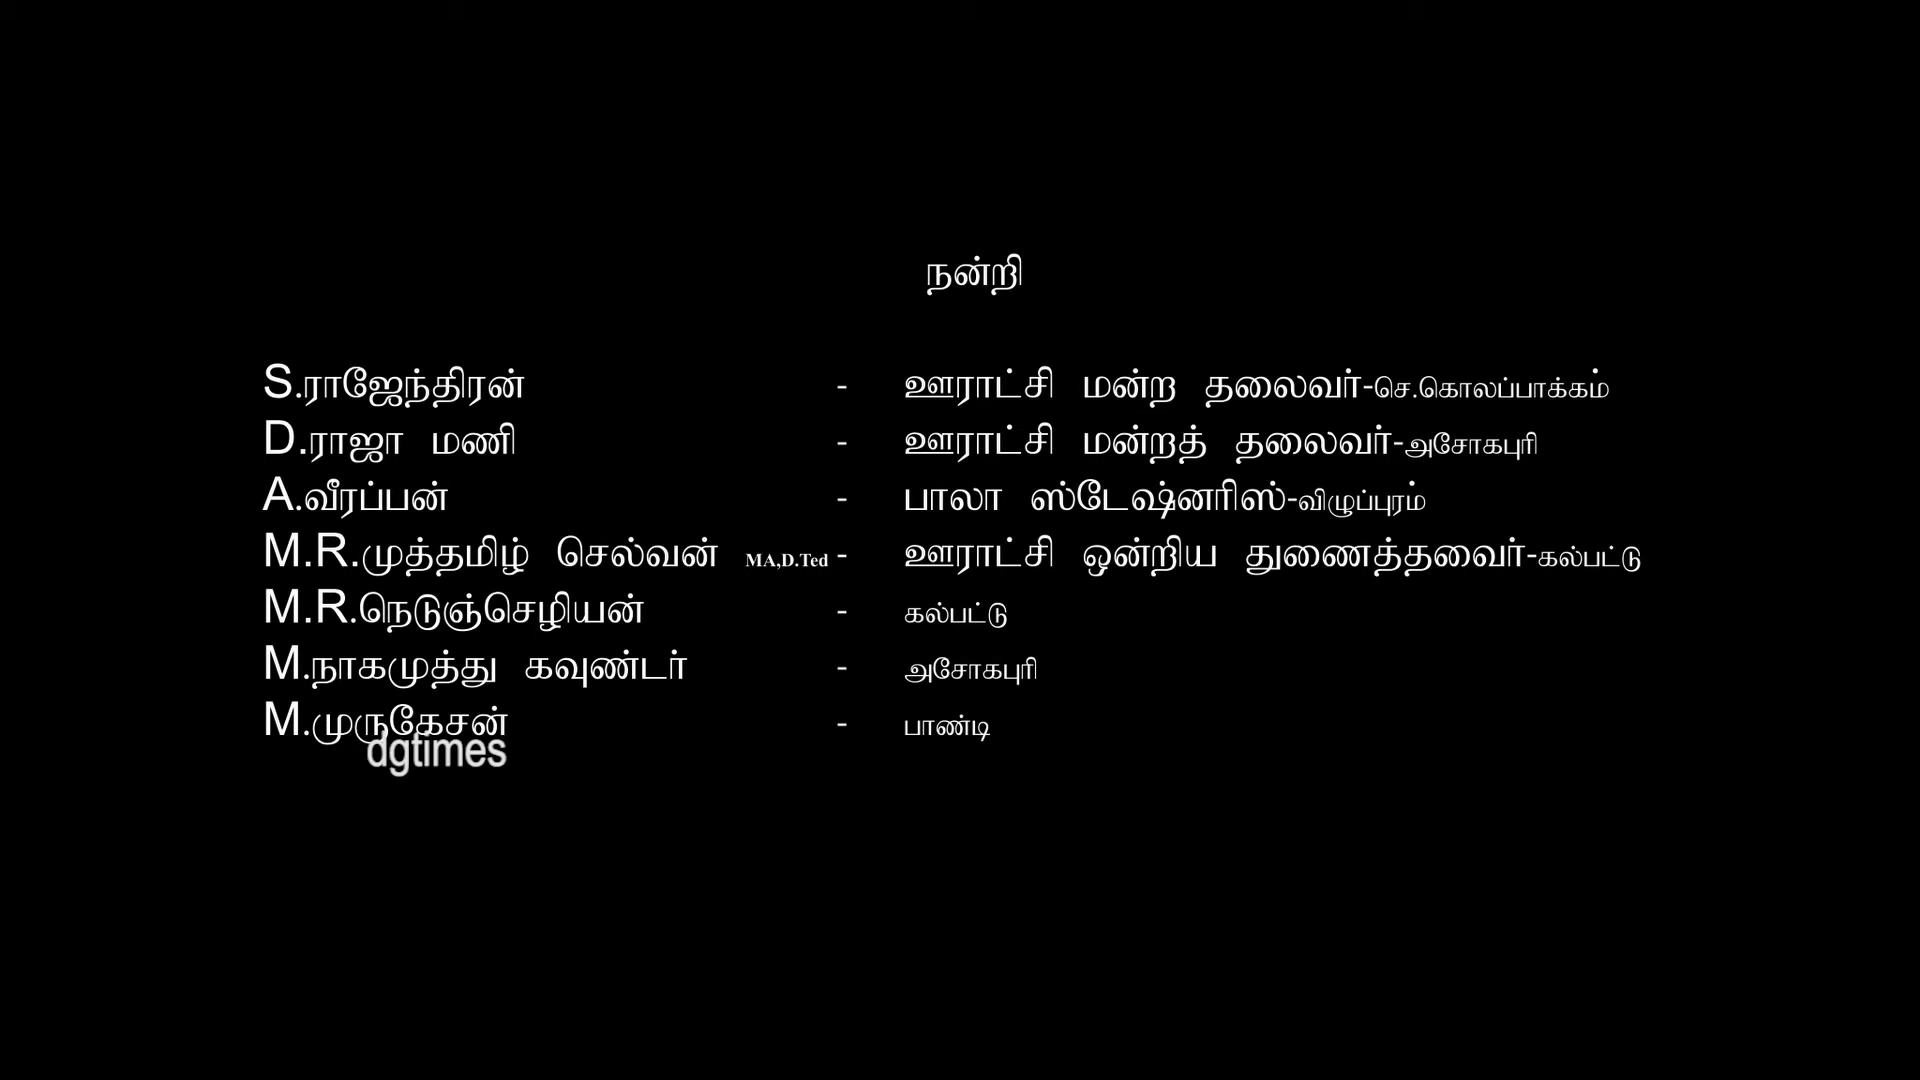 நன்றி
S.ராஜேந்திரன் - ஊராட்சி மன்ற தலைவர்-செ.கொலப்பாக்கம்
D.ராஜா மணி - ஊராட்சி மன்றத் தலைவர்-அசோகபுரி
A.வீரப்பன் - பாலா ஸ்டேஷ்னரிஸ்-விழுப்புரம்
M.R.முத்தமிழ் செல்வன் MA,D.Ted - ஊராட்சி ஒன்றிய துணைத்தவைர்-கல்பட்டு
M.R.நெடுஞ்செழியன் - கல்பட்டு
M.நாகமுத்து கவுண்டர் - அசோகபுரி
M.முருகேசன் - பாண்டி
dgtimes